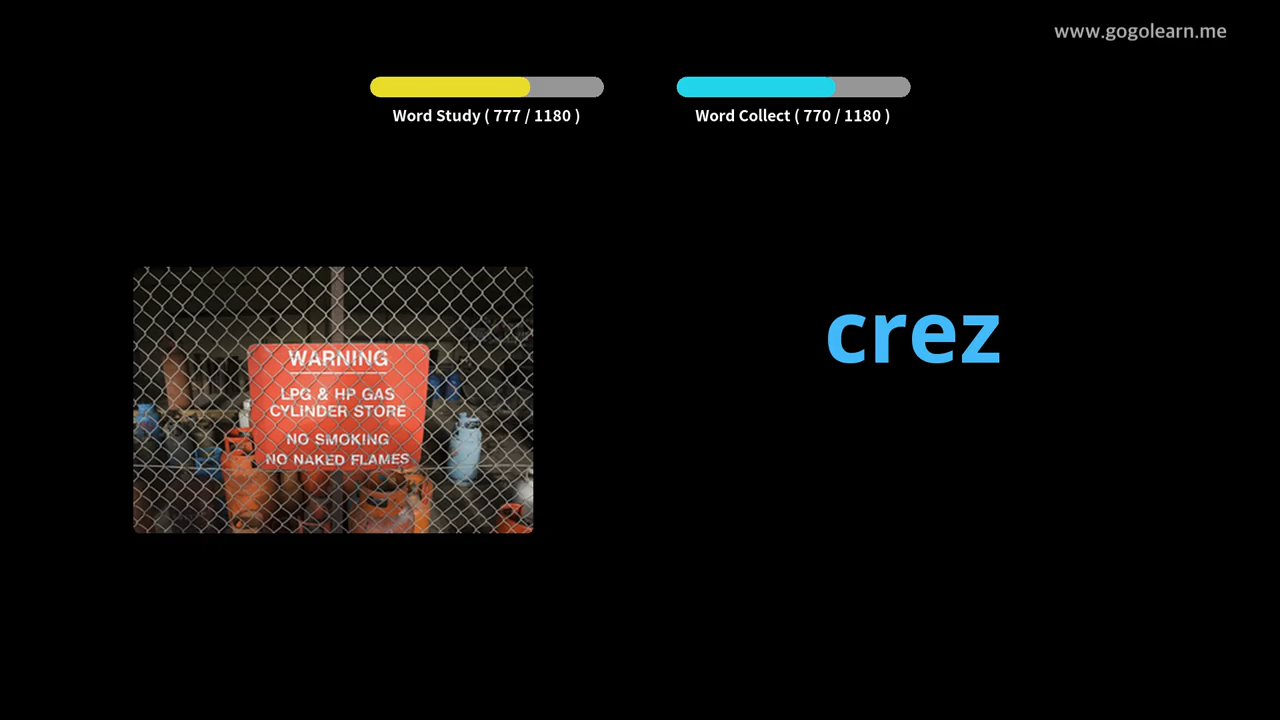 www.gogolearn.me
Word Study ( 777 / 1180 )
Word Collect ( 770 / 1180 )
WARNING
LPG & HP GAS
CYLINDER STORE
NO SMOKING
NO NAKED FLAMES
crez